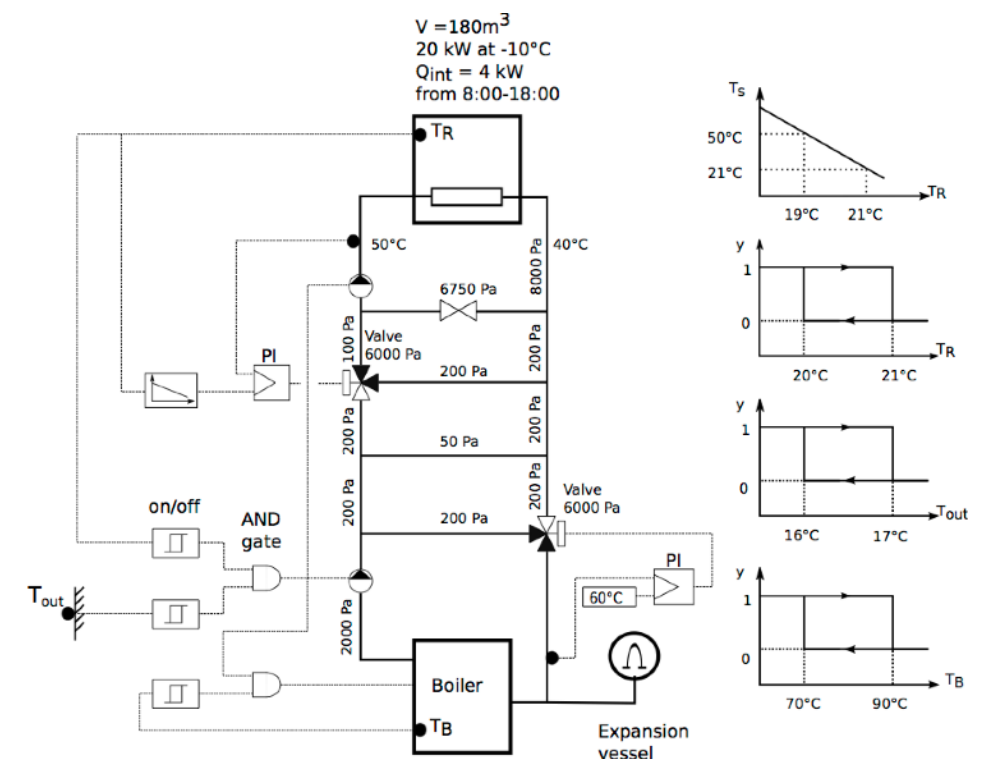 V =180m³
20 kW at -10°C
Qint = 4 kW
from 8:00-18:00
TR
50°C
40°C
8000 Pa
6750 Pa
100 Pa
Valve
6000 Pa
200 Pa
200 Pa
PI
200 Pa
200 Pa
50 Pa
200 Pa
200 Pa
200 Pa
Valve
6000 Pa
on/off
AND
gate
Tout
2000 Pa
PI
60°C
Boiler
TB
Expansion
vessel
TS
50°C
21°C
19°C
21°C
TR
y
1
0
20°C
21°C
TR
y
1
0
16°C
17°C
Tout
y
1
0
70°C
90°C
TB